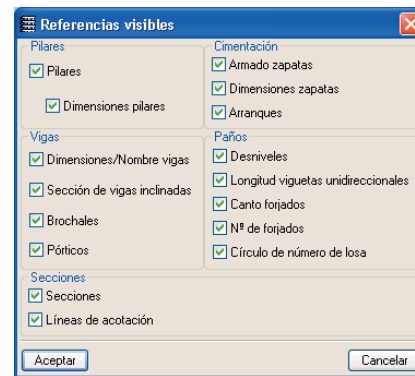 Referencias visibles
Pilares
Pilares
Dimensiones pilares
Cimentación
Armado zapatas
Dimensiones zapatas
Arranques
Vigas
Dimensiones/Nombre vigas
Sección de vigas inclinadas
Brochales
Pórticos
Paños
Desniveles
Longitud viguetas unidireccionales
Canto forjados
Nº de forjados
Círculo de número de losa
Secciones
Secciones
Líneas de acotación
Aceptar
Cancelar